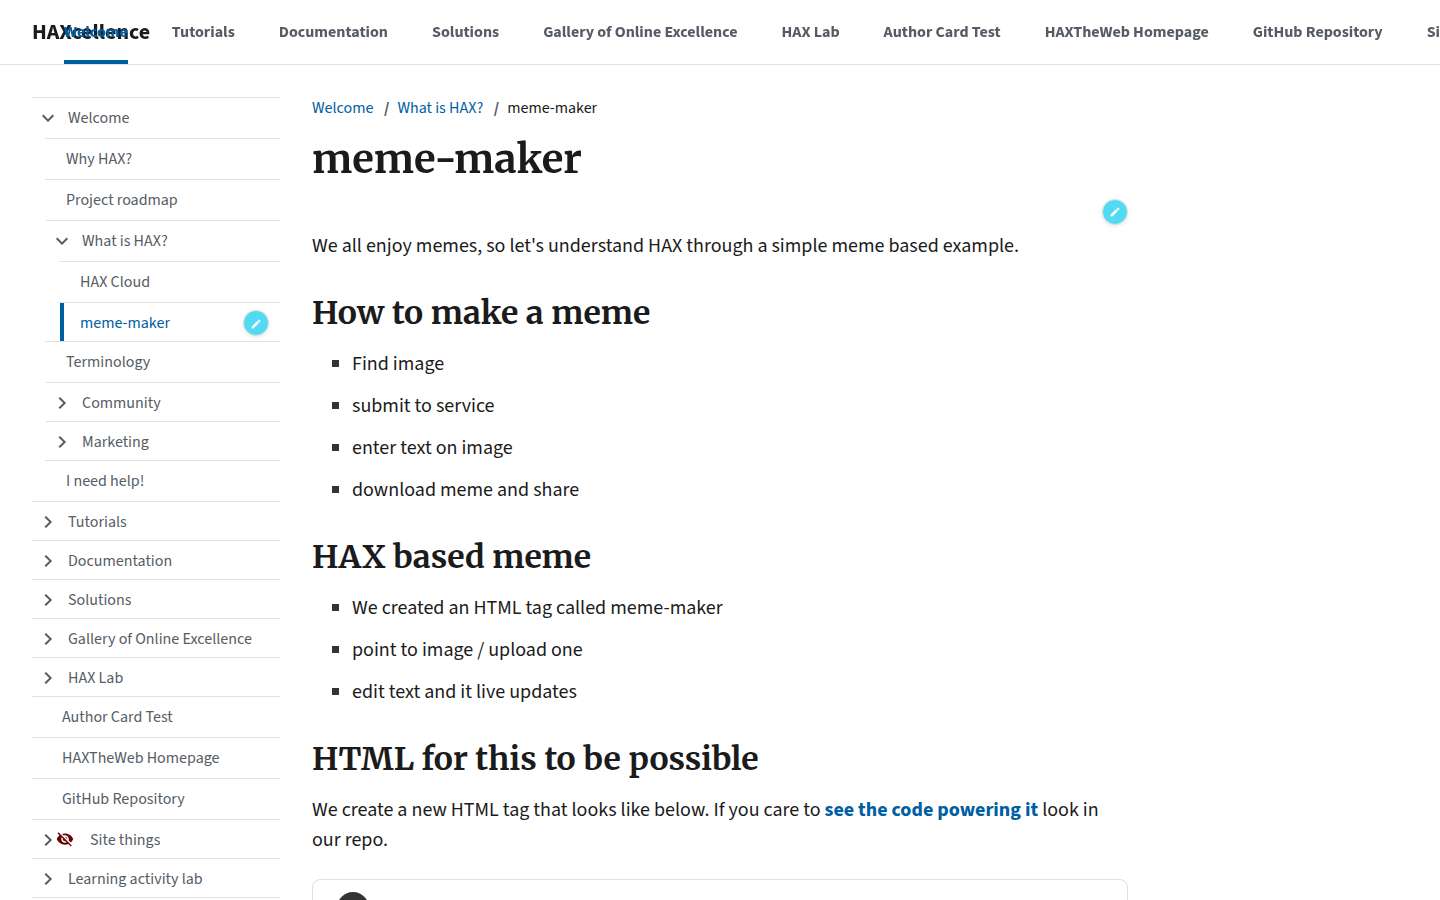 HAXcellence
Welcome
Tutorials
Documentation
Solutions
Gallery of Online Excellence
HAX Lab
Author Card Test
HAXTheWeb Homepage
GitHub Repository
Si
Welcome
Why HAX?
Project roadmap
What is HAX?
HAX Cloud
meme-maker
Terminology
Community
Marketing
I need help!
Tutorials
Documentation
Solutions
Gallery of Online Excellence
HAX Lab
Author Card Test
HAXTheWeb Homepage
GitHub Repository
Site things
Learning activity lab
Welcome / What is HAX? / meme-maker
meme-maker
We all enjoy memes, so let's understand HAX through a simple meme based example.
How to make a meme
Find image
submit to service
enter text on image
download meme and share
HAX based meme
We created an HTML tag called meme-maker
point to image / upload one
edit text and it live updates
HTML for this to be possible
We create a new HTML tag that looks like below. If you care to see the code powering it look in
our repo.